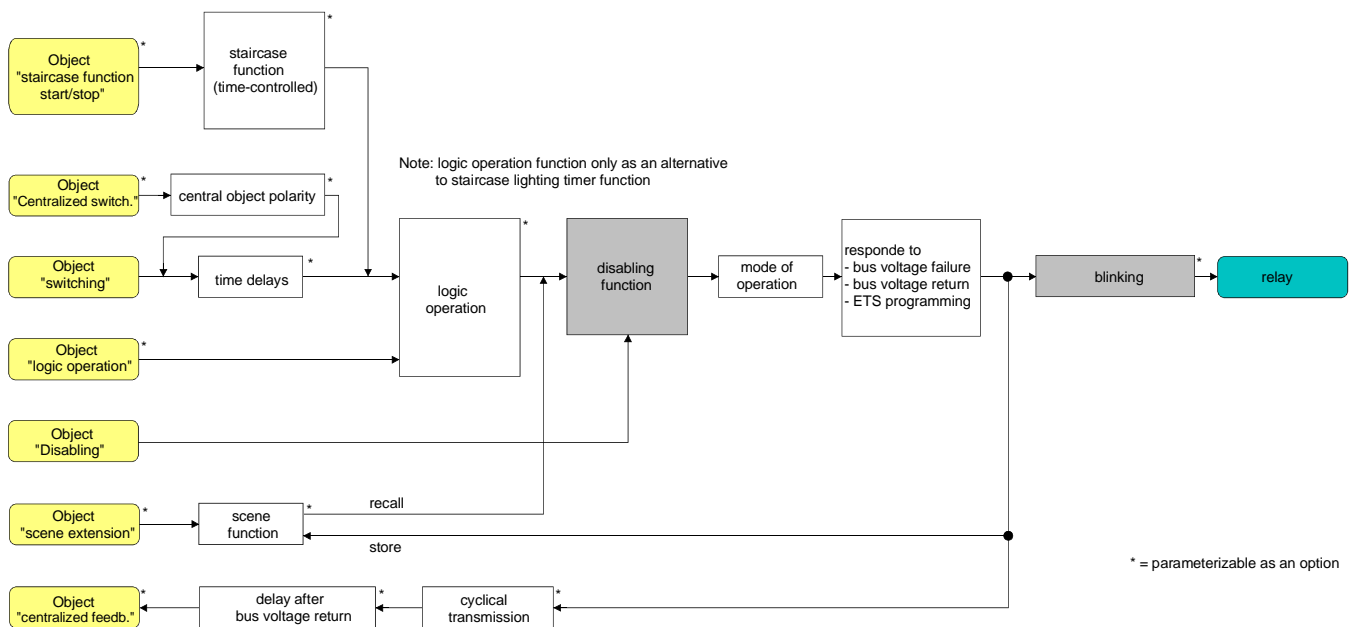 *
*
staircase
function
(time-controlled)
Object
"staircase function
start/stop"
Note: logic operation function only as an alternative
to staircase lighting timer function
*
*
Object
"Centralized switch."
central object polarity
*
*
Object
"switching"
*
time delays
*
logic
operation
disabling
function
mode of
operation
responde to
- bus voltage failure
- bus voltage return
- ETS programming
blinking
*
relay
*
Object
"logic operation"
Object
"Disabling"
*
Object
"scene extension"
*
scene
function
recall
store
* = parameterizable as an option
*
Object
"centralized feedb."
*
delay after
bus voltage return
*
cyclical
transmission